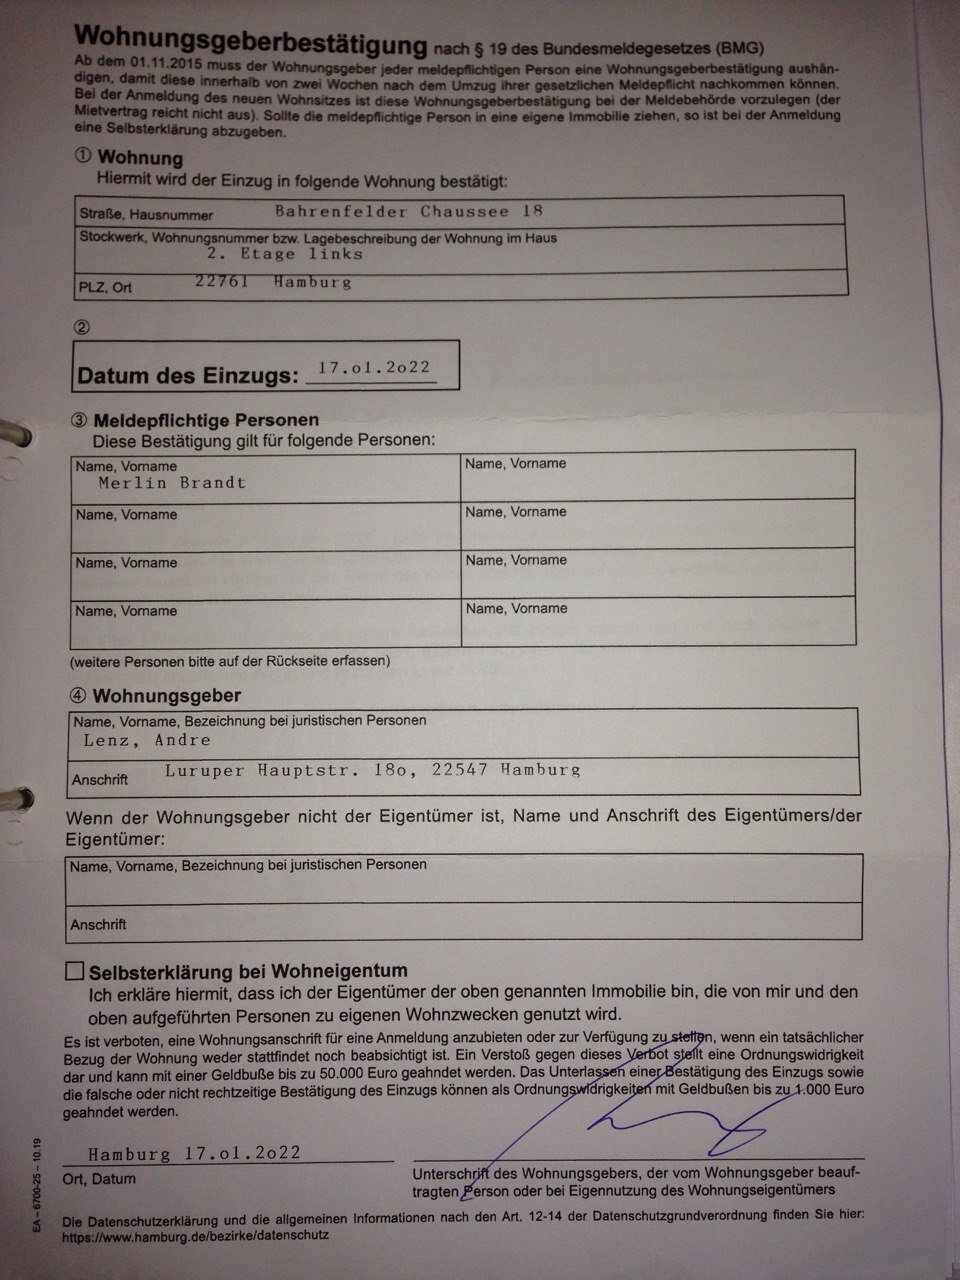 Wohnungsgeberbestätigung nach § 19 des Bundesmeldegesetzes (BMG)
Ab dem 01.11.2015 muss der Wohnungsgeber jeder meldepflichtigen Person eine Wohnungsgeberbestätigung aushän-
digen, damit diese innerhalb von zwei Wochen nach dem Umzug ihrer gesetzlichen Meldepflicht nachkommen können.
Bei der Anmeldung des neuen Wohnsitzes ist diese Wohnungsgeberbestätigung bei der Meldebehörde vorzulegen (der
Mietvertrag reicht nicht aus). Sollte die meldepflichtige Person in eine eigene Immobilie ziehen, so ist bei der Anmeldung
eine Selbsterklärung abzugeben.
① Wohnung
Hiermit wird der Einzug in folgende Wohnung bestätigt:
Straße, Hausnummer Bahrenfelder Chaussee 18
Stockwerk, Wohnungsnummer bzw. Lagebeschreibung der Wohnung im Haus
2. Etage links
PLZ, Ort 22761 Hamburg
②
Datum des Einzugs: 17.o1.2o22
③ Meldepflichtige Personen
Diese Bestätigung gilt für folgende Personen:
Name, Vorname Name, Vorname
Merlin Brandt
Name, Vorname Name, Vorname
Name, Vorname Name, Vorname
Name, Vorname Name, Vorname
(weitere Personen bitte auf der Rückseite erfassen)
④ Wohnungsgeber
Name, Vorname, Bezeichnung bei juristischen Personen
Lenz, Andre
Anschrift Luruper Hauptstr. 18o, 22547 Hamburg
Wenn der Wohnungsgeber nicht der Eigentümer ist, Name und Anschrift des Eigentümers/der
Eigentümer:
Name, Vorname, Bezeichnung bei juristischen Personen
Anschrift
Selbsterklärung bei Wohneigentum
Ich erkläre hiermit, dass ich der Eigentümer der oben genannten Immobilie bin, die von mir und den
oben aufgeführten Personen zu eigenen Wohnzwecken genutzt wird.
Es ist verboten, eine Wohnungsanschrift für eine Anmeldung anzubieten oder zur Verfügung zu stellen, wenn ein tatsächlicher
Bezug der Wohnung weder stattfindet noch beabsichtigt ist. Ein Verstoß gegen dieses Verbot stellt eine Ordnungswidrigkeit
dar und kann mit einer Geldbuße bis zu 50.000 Euro geahndet werden. Das Unterlassen einer Bestätigung des Einzugs sowie
die falsche oder nicht rechtzeitige Bestätigung des Einzugs können als Ordnungswidrigkeiten mit Geldbußen bis zu 1.000 Euro
geahndet werden.
Hamburg 17.o1.2o22
Ort, Datum
Unterschrift des Wohnungsgebers, der vom Wohnungsgeber beauf-
tragten Person oder bei Eigennutzung des Wohnungseigentümers
EA – 6700-25 – 10.19
Die Datenschutzerklärung und die allgemeinen Informationen nach den Art. 12-14 der Datenschutzgrundverordnung finden Sie hier:
https://www.hamburg.de/bezirke/datenschutz